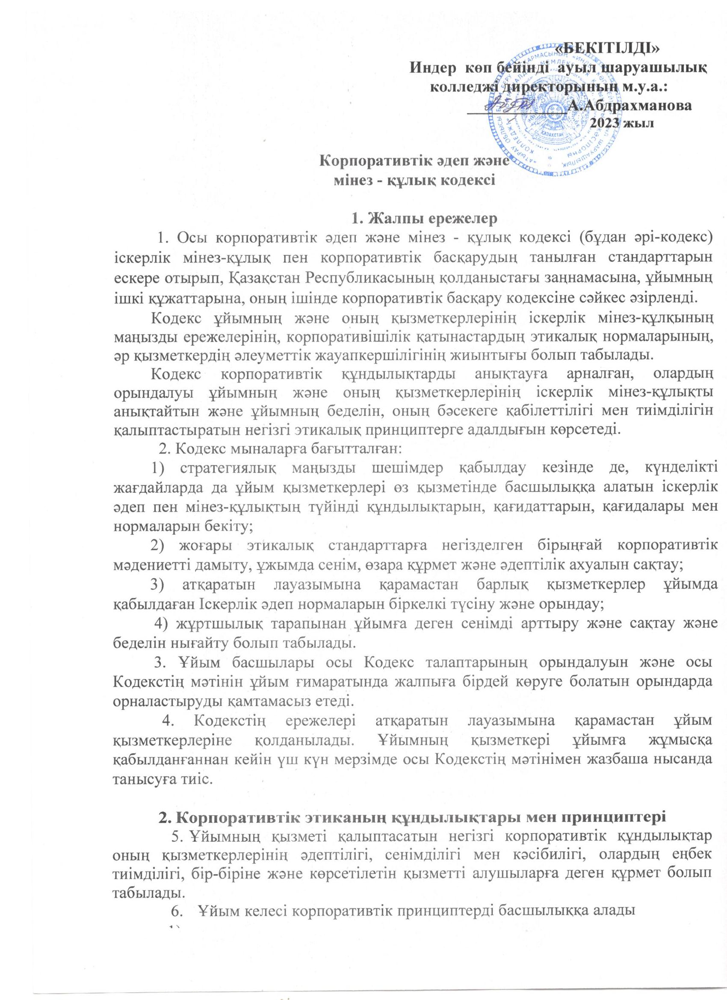 «БЕКІТІЛДІ»
Индер көп бейінді ауыл шаруашылық
колледжі директорының м.у.а.:
А.Абдрахманова
2023 жыл
ҚАЗАҚСТАН
Корпоративтік әдеп және
мінез - құлық кодексі
1. Жалпы ережелер
1. Осы корпоративтік әдеп және мінез - құлық кодексі (бұдан әрі-кодекс)
іскерлік мінез-құлық пен корпоративтік басқарудың танылған стандарттарын
ескере отырып, Қазақстан Республикасының қолданыстағы заңнамасына, ұйымның
ішкі құжаттарына, оның ішінде корпоративтік басқару кодексіне сәйкес әзірленді.
Кодекс ұйымның және оның қызметкерлерінің іскерлік мінез-құлқының
маңызды ережелерінің, корпоративішілік қатынастардың этикалық нормаларының,
әр қызметкердің әлеуметтік жауапкершілігінің жиынтығы болып табылады.
Кодекс корпоративтік құндылықтарды анықтауға арналған, олардың
орындалуы ұйымның және оның қызметкерлерінің іскерлік мінез-құлықты
анықтайтын және ұйымның беделін, оның бәсекеге қабілеттілігі мен тиімділігін
қалыптастыратын негізгі этикалық принциптерге адалдығын көрсетеді.
2. Кодекс мыналарға бағытталған:
1) стратегиялық маңызды шешімдер қабылдау кезінде де, күнделікті
жағдайларда да ұйым қызметкерлері өз қызметінде басшылыққа алатын іскерлік
әдеп пен мінез-құлықтың түйінді құндылықтарын, қағидаттарын, қағидалары мен
нормаларын бекіту;
2) жоғары этикалық стандарттарға негізделген бірыңғай корпоративтік
мәдениетті дамыту, ұжымда сенім, өзара құрмет және әдептілік ахуалын сақтау;
3) атқаратын лауазымына қарамастан барлық қызметкерлер ұйымда
қабылдаған Іскерлік әдеп нормаларын біркелкі түсіну және орындау;
4) жұртшылық тарапынан ұйымға деген сенімді арттыру және сақтау және
беделін нығайту болып табылады.
3. Ұйым басшылары осы Кодекс талаптарының орындалуын және осы
Кодекстің мәтінін ұйым ғимаратында жалпыға бірдей көруге болатын орындарда
орналастыруды қамтамасыз етеді.
4. Кодекстің ережелері атқаратын лауазымына қарамастан ұйым
қызметкерлеріне қолданылады. Ұйымның қызметкері ұйымға жұмысқа
қабылданғаннан кейін үш күн мерзімде осы Кодекстің мәтінімен жазбаша нысанда
танысуға тиіс.
2. Корпоративтік этиканың құндылықтары мен принциптері
5. Ұйымның қызметі қалыптасатын негізгі корпоративтік құндылықтар
оның қызметкерлерінің әдептілігі, сенімділігі мен кәсібилігі, олардың еңбек
тиімділігі, бір-біріне және көрсетілетін қызметті алушыларға деген құрмет болып
табылады.
6. Ұйым келесі корпоративтік принциптерді басшылыққа алады